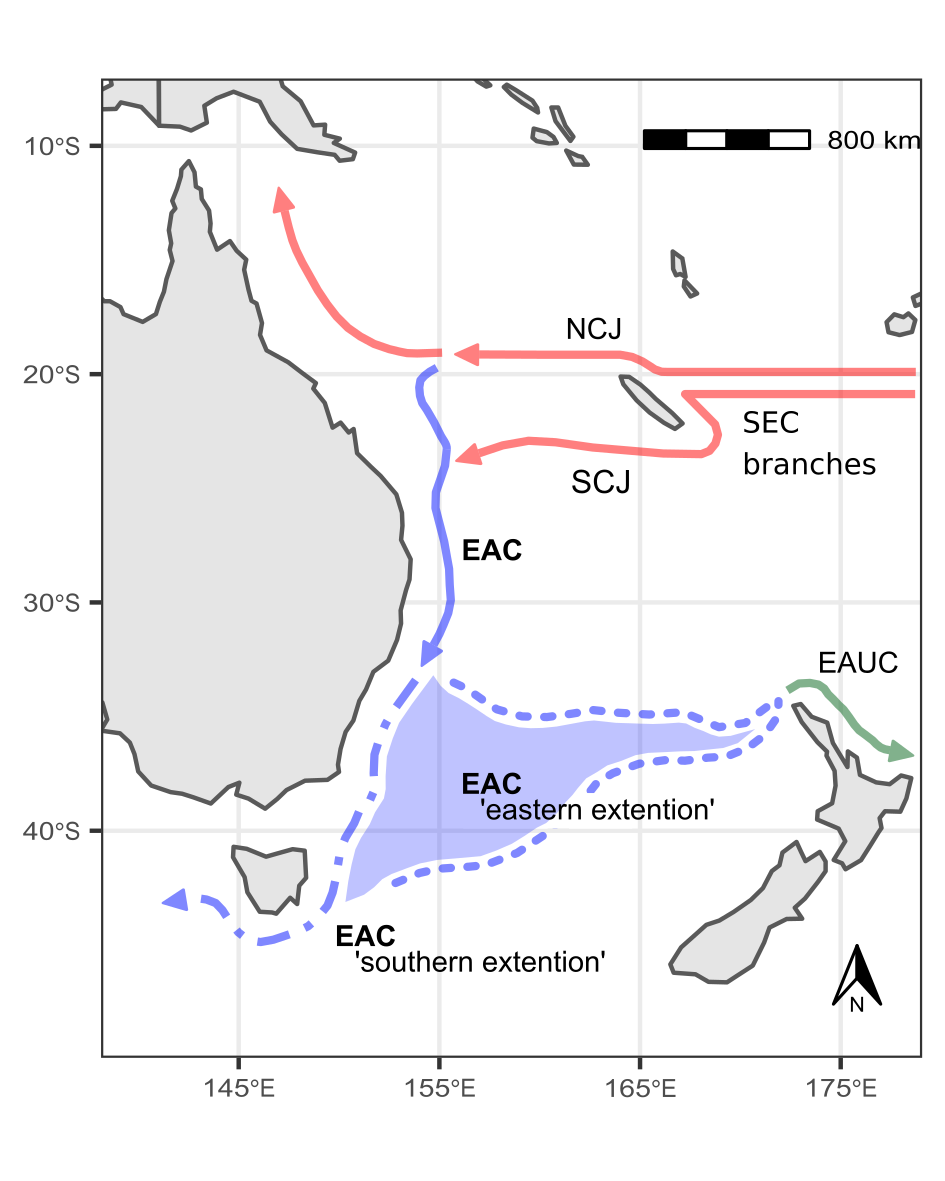 10°S
800 km
NCJ
20°S
SEC
branches
SCJ
EAC
30°S
EAUC
EAC
'eastern extention'
40°S
EAC
'southern extention'
N
145°E
155°E
165°E
175°E